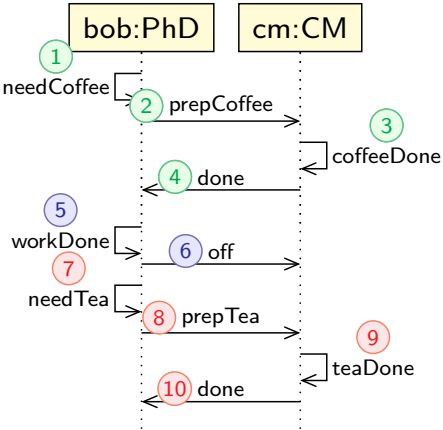 bob:PhD cm:CM
1
needCoffee
2 prepCoffee
3
coffeeDone
4 done
5
workDone
6 off
7
needTea
8 prepTea
9
teaDone
10 done